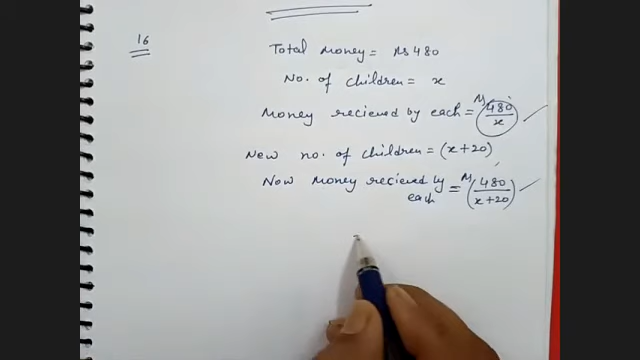 16
Total money = Rs 480
No. of children = x
Money recieved by each = Rs 480/x
New no. of children = (x+20)
Now Money recieved by each = Rs (480/(x+20))